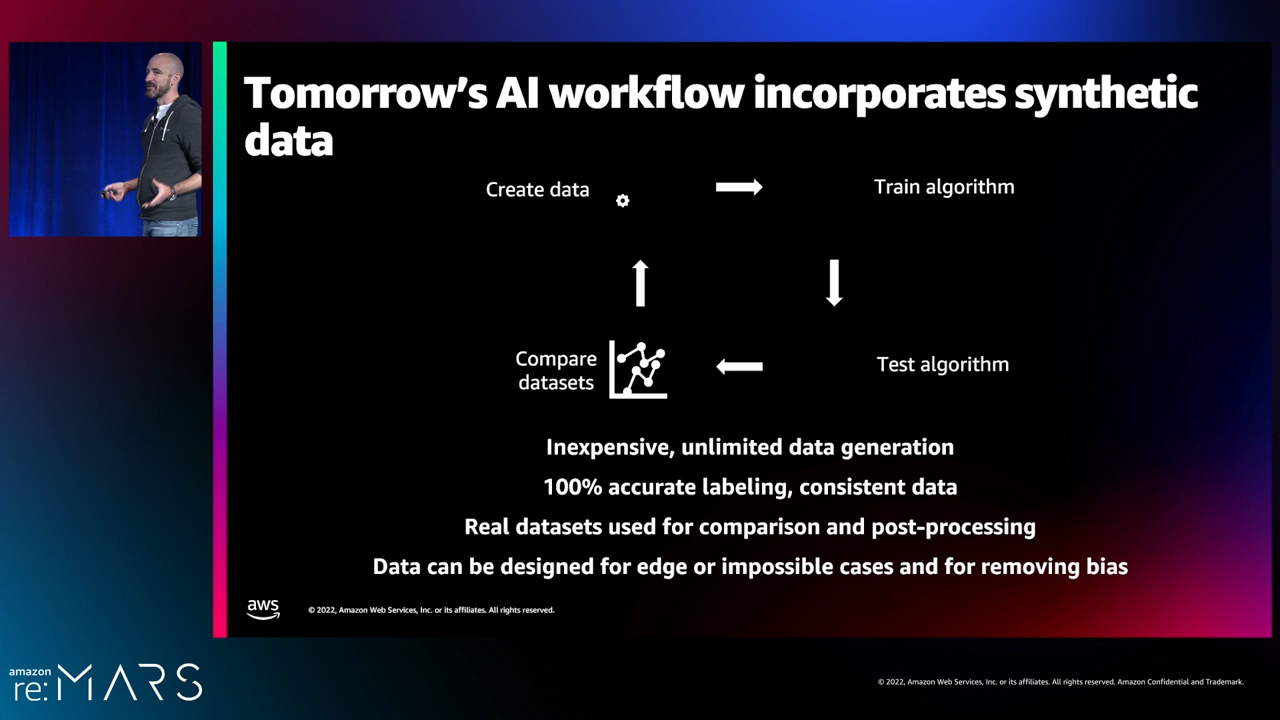 Tomorrow's AI workflow incorporates synthetic
data
Create data
Train algorithm
Compare
datasets
Test algorithm
Inexpensive, unlimited data generation
100% accurate labeling, consistent data
Real datasets used for comparison and post-processing
Data can be designed for edge or impossible cases and for removing bias
aws
© 2022, Amazon Web Services, Inc. or its affiliates. All rights reserved.
amazon
re:MARS
© 2022, Amazon Web Services, Inc. or its affiliates. All rights reserved. Amazon Confidential and Trademark.